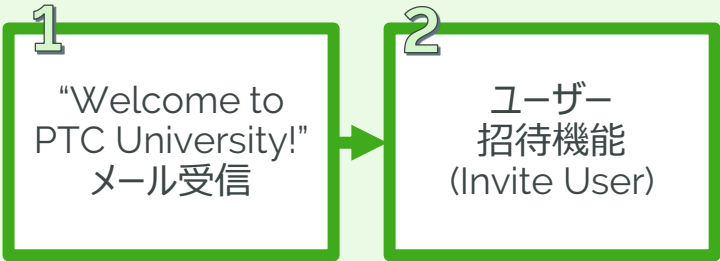 1
“Welcome to
PTC University!”
メール受信
2
ユーザー
招待機能
(Invite User)